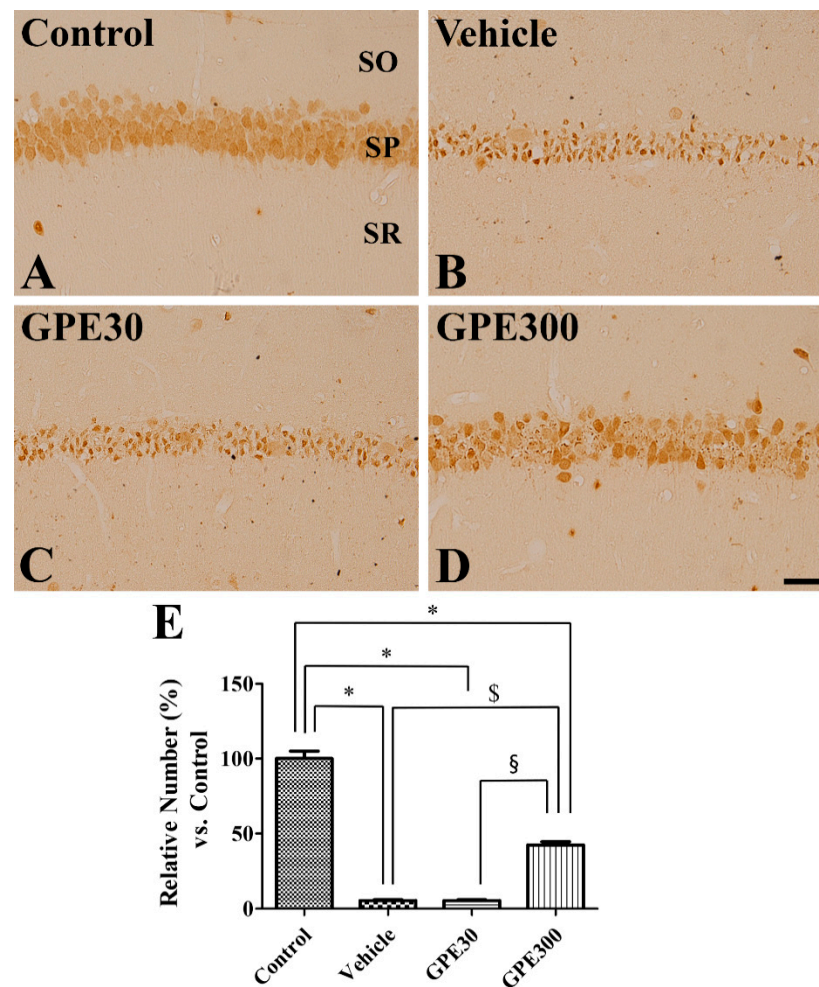 Control
SO
SP
SR
A
Vehicle
B
GPE30
C
GPE300
D
E
*
*
*
$
§
Relative Number (%)
vs. Control
150
100
50
0
Control
Vehicle
GPE30
GPE300